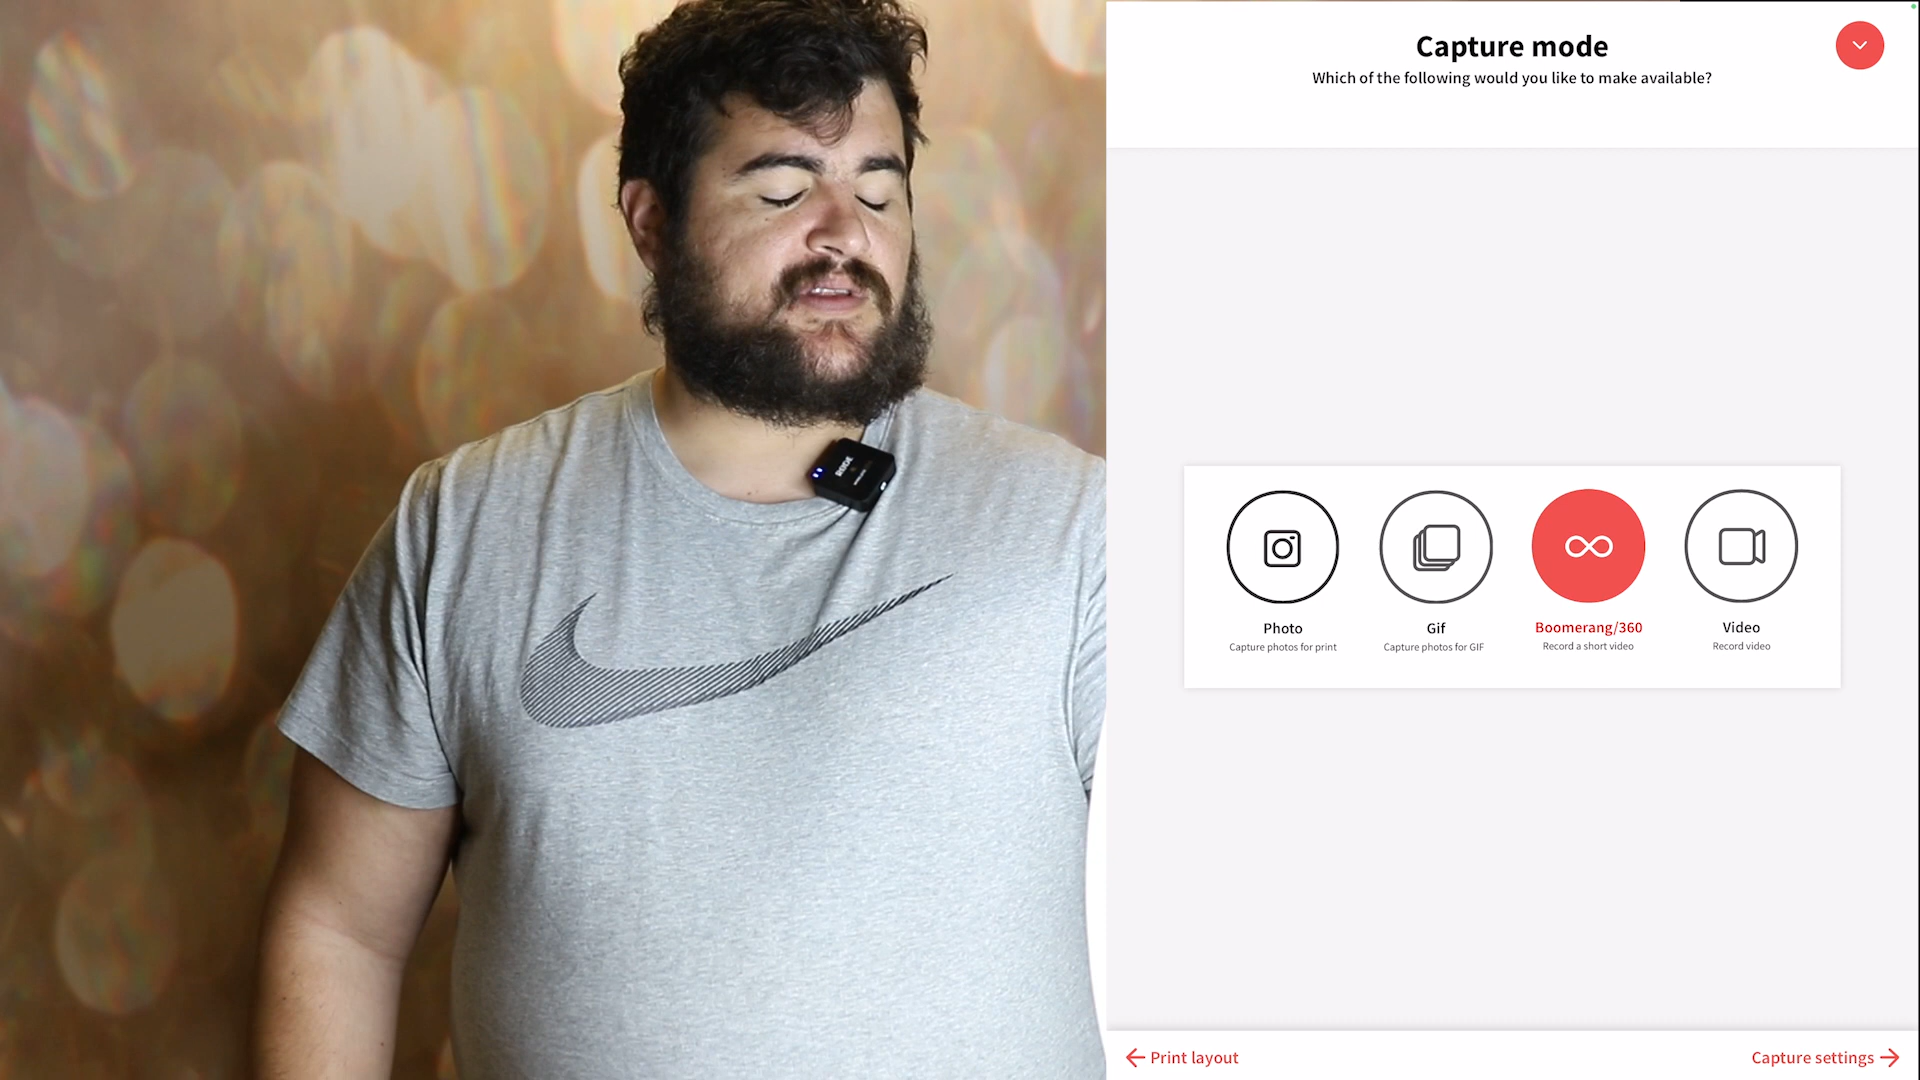 Capture mode
Which of the following would you like to make available?
RØDE
Photo
Capture photos for print
Gif
Capture photos for GIF
Boomerang/360
Record a short video
Video
Record video
Print layout
Capture settings